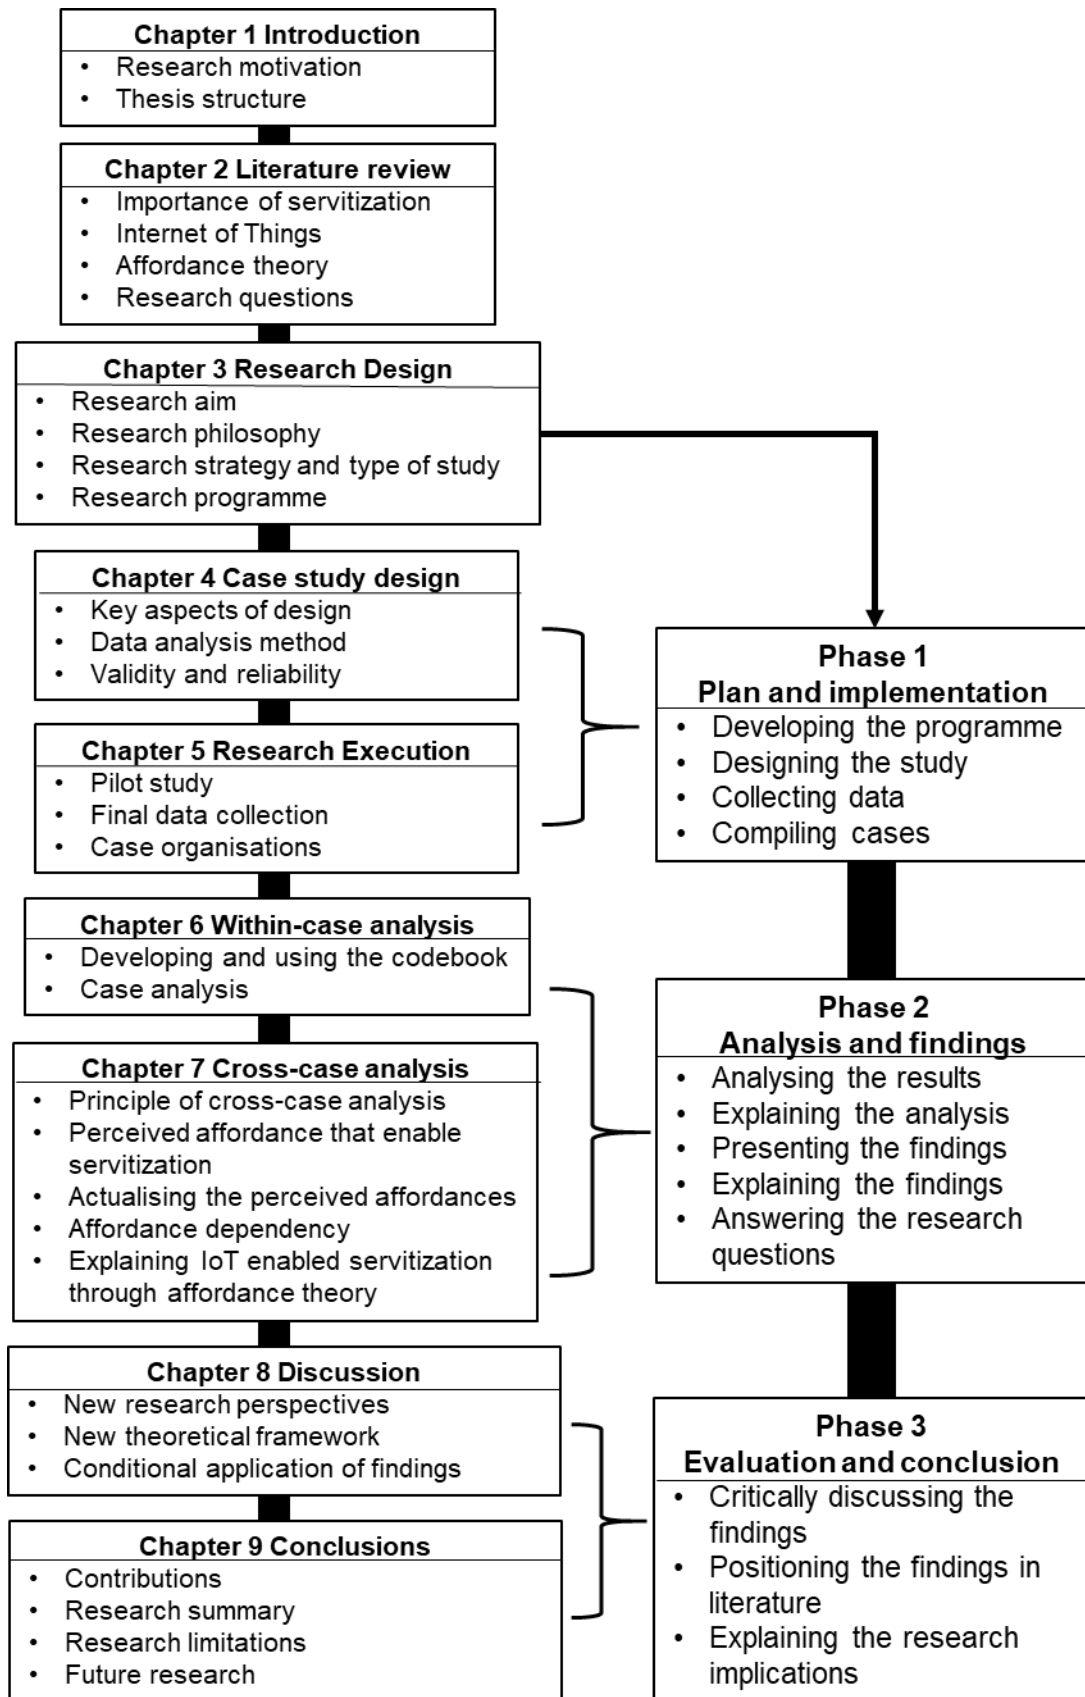 Chapter 1 Introduction
• Research motivation
• Thesis structure
Chapter 2 Literature review
• Importance of servitization
• Internet of Things
• Affordance theory
• Research questions
Chapter 3 Research Design
• Research aim
• Research philosophy
• Research strategy and type of study
• Research programme
Chapter 4 Case study design
• Key aspects of design
• Data analysis method
• Validity and reliability
Chapter 5 Research Execution
• Pilot study
• Final data collection
• Case organisations
Chapter 6 Within-case analysis
• Developing and using the codebook
• Case analysis
Chapter 7 Cross-case analysis
• Principle of cross-case analysis
• Perceived affordance that enable
servitization
• Actualising the perceived affordances
• Affordance dependency
• Explaining IoT enabled servitization
through affordance theory
Chapter 8 Discussion
• New research perspectives
• New theoretical framework
• Conditional application of findings
Chapter 9 Conclusions
• Contributions
• Research summary
• Research limitations
• Future research
Phase 1
Plan and implementation
• Developing the programme
• Designing the study
• Collecting data
• Compiling cases
Phase 2
Analysis and findings
• Analysing the results
• Explaining the analysis
• Presenting the findings
• Explaining the findings
• Answering the research
questions
Phase 3
Evaluation and conclusion
• Critically discussing the
findings
• Positioning the findings in
literature
• Explaining the research
implications